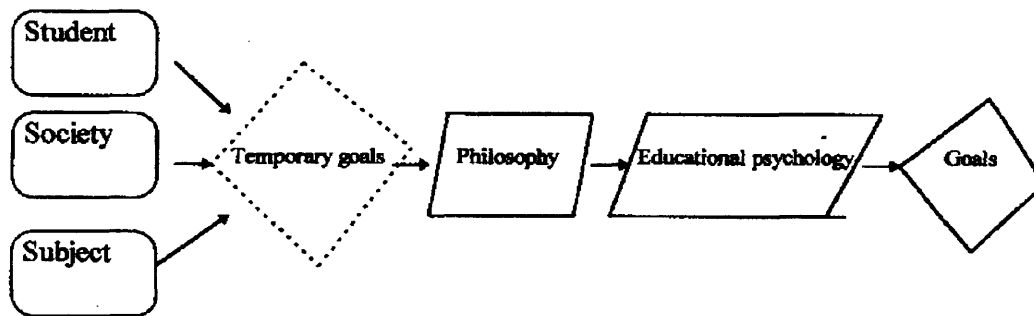 Student
Society
Subject
Temporary goals
Philosophy
Educational psychology
Goals